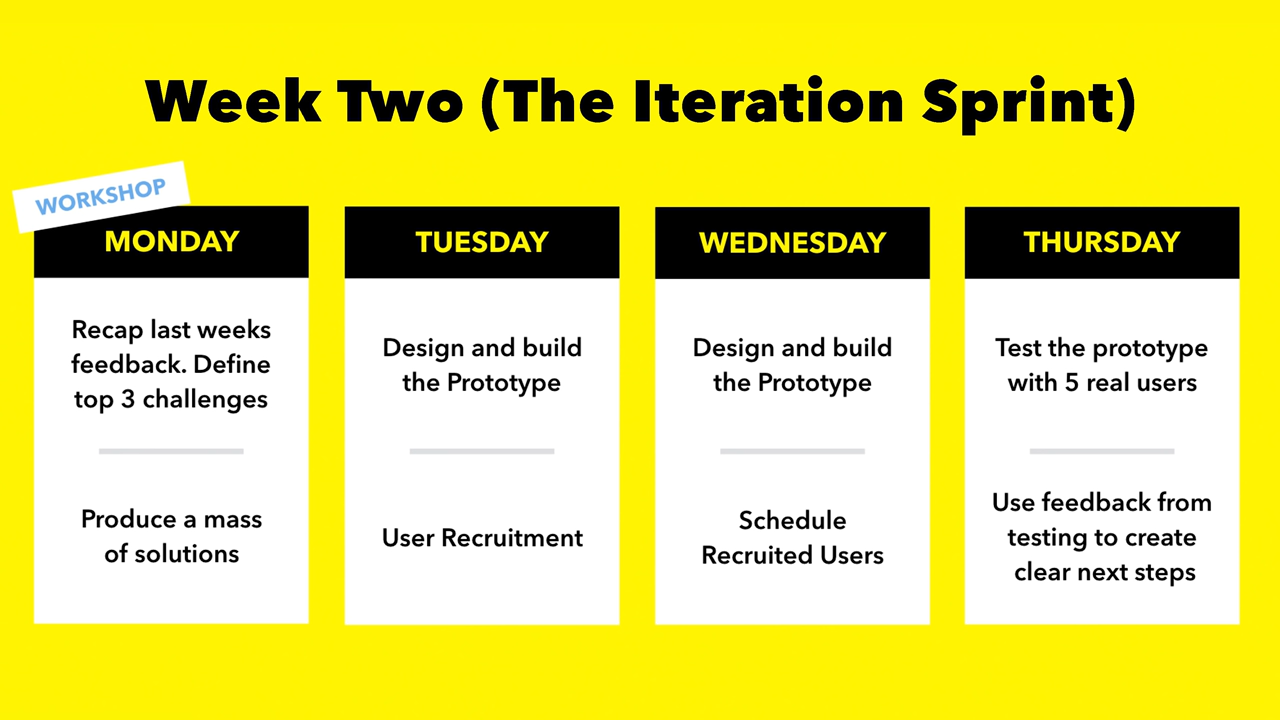 Week Two (The Iteration Sprint)
WORKSHOP
MONDAY
Recap last weeks
feedback. Define
top 3 challenges
Produce a mass
of solutions
TUESDAY
Design and build
the Prototype
User Recruitment
WEDNESDAY
Design and build
the Prototype
Schedule
Recruited Users
THURSDAY
Test the prototype
with 5 real users
Use feedback from
testing to create
clear next steps